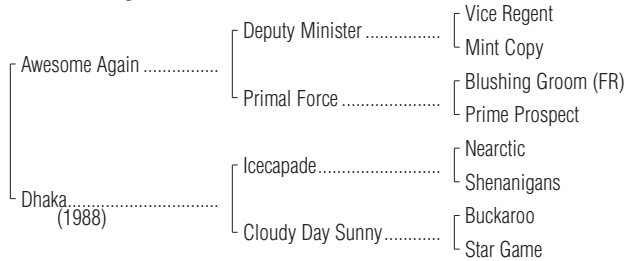 Vice Regent
Deputy Minister ................
Mint Copy
Awesome Again ................
Blushing Groom (FR)
Primal Force ....................
Prime Prospect
Nearctic
Icecapade.......................
Shenanigans
Dhaka................................
(1988)
Buckaroo
Cloudy Day Sunny............
Star Game